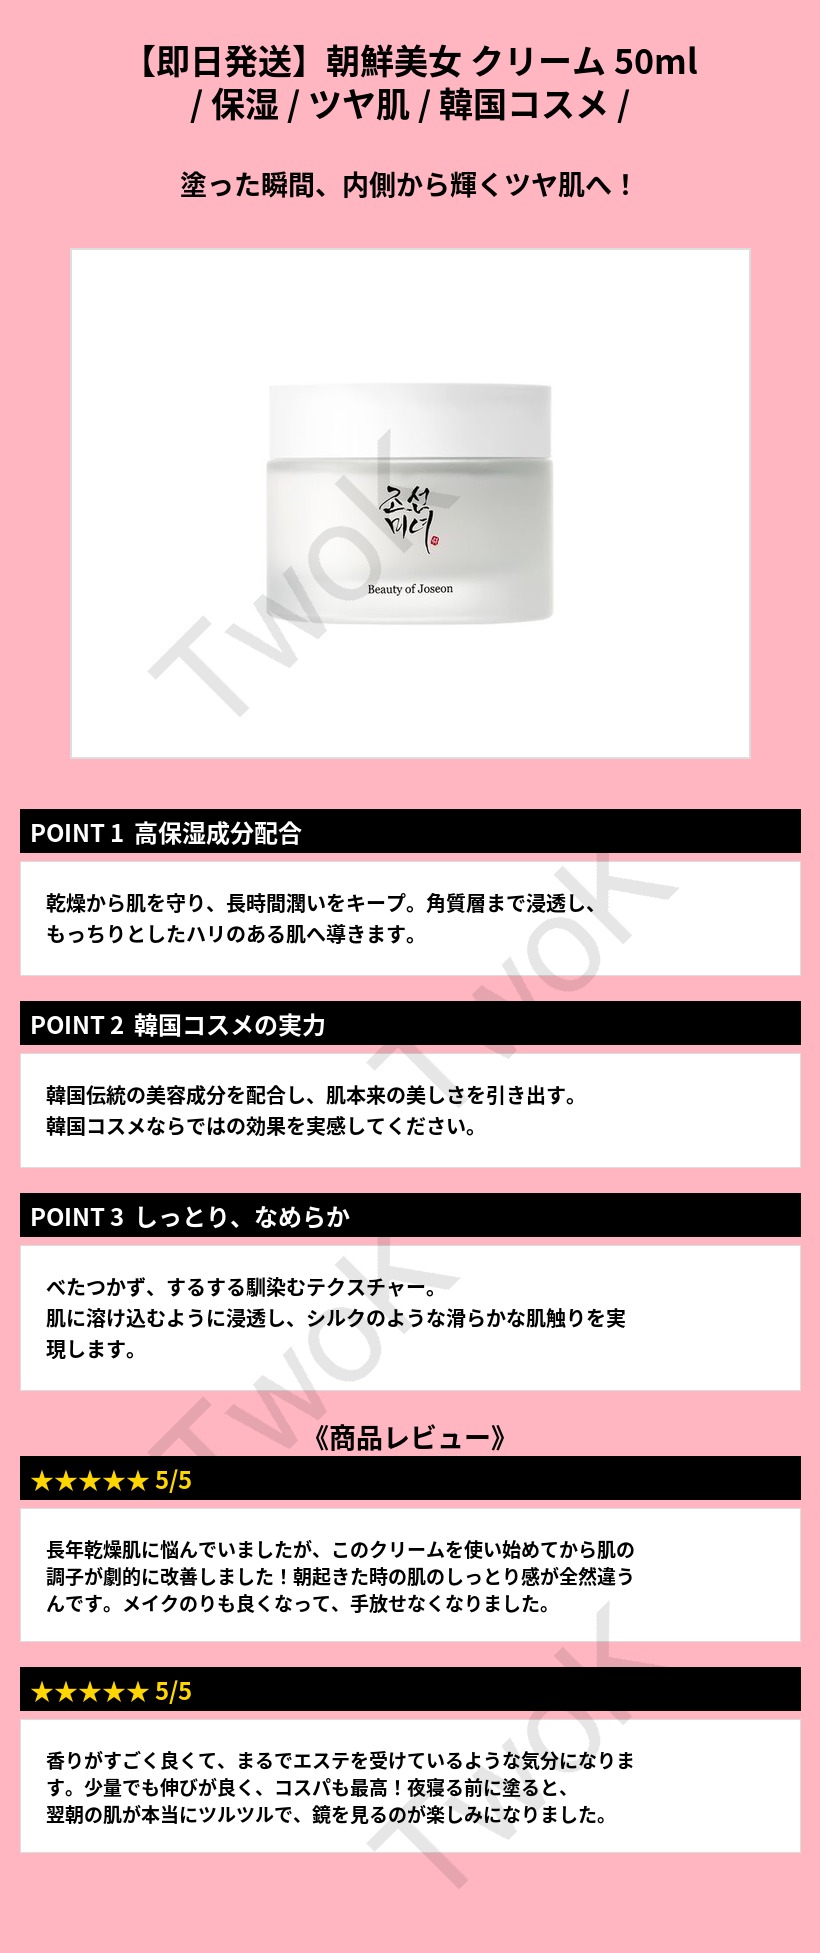 【即日発送】朝鮮美女 クリーム 50ml
/ 保湿 / ツヤ肌 / 韓国コスメ /
塗った瞬間、内側から輝くツヤ肌へ！
조선
미녀
Beauty of Joseon
TwoK
POINT 1 高保湿成分配合
乾燥から肌を守り、長時間潤いをキープ。角質層まで浸透し、
もっちりとしたハリのある肌へ導きます。
TwoK
POINT 2 韓国コスメの実力
韓国伝統の美容成分を配合し、肌本来の美しさを引き出す。
韓国コスメならではの効果を実感してください。
POINT 3 しっとり、なめらか
べたつかず、するする馴染むテクスチャー。
肌に溶け込むように浸透し、シルクのような滑らかな肌触りを実
現します。
TwoK
《商品レビュー》
★★★★★ 5/5
長年乾燥肌に悩んでいましたが、このクリームを使い始めてから肌の
調子が劇的に改善しました！朝起きた時の肌のしっとり感が全然違う
んです。メイクのりも良くなって、手放せなくなりました。
★★★★★ 5/5
香りがすごく良くて、まるでエステを受けているような気分になりま
す。少量でも伸びが良く、コスパも最高！夜寝る前に塗ると、
翌朝の肌が本当にツルツルで、鏡を見るのが楽しみになりました。
TwoK